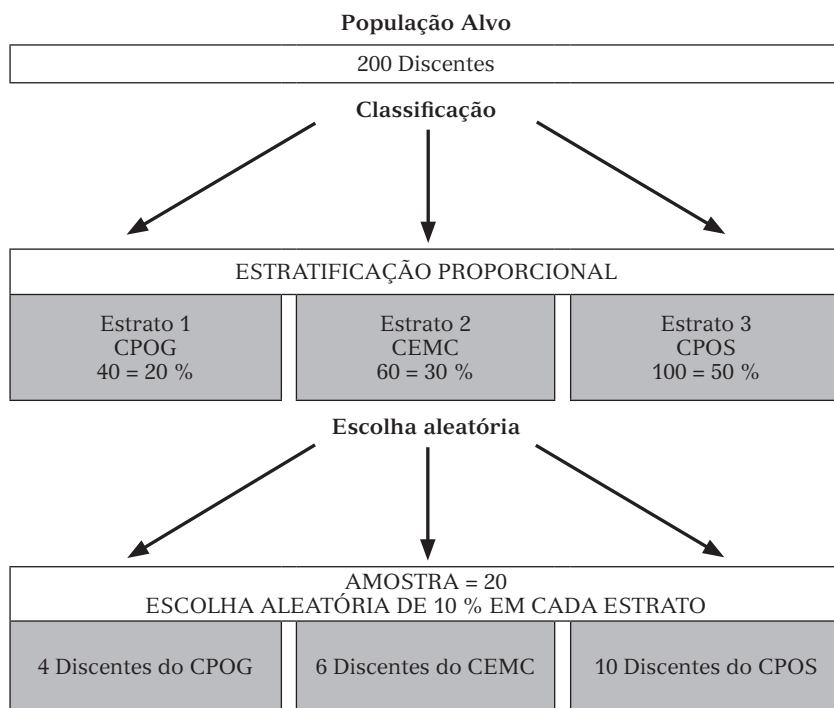 População Alvo
200 Discentes
Classificação
ESTRATIFICAÇÃO PROPORCIONAL
Estrato 1
CPOG
40 = 20 %
Estrato 2
CEMC
60 = 30 %
Estrato 3
CPOS
100 = 50 %
Escolha aleatória
AMOSTRA = 20
ESCOLHA ALEATÓRIA DE 10 % EM CADA ESTRATO
4 Discentes do CPOG
6 Discentes do CEMC
10 Discentes do CPOS